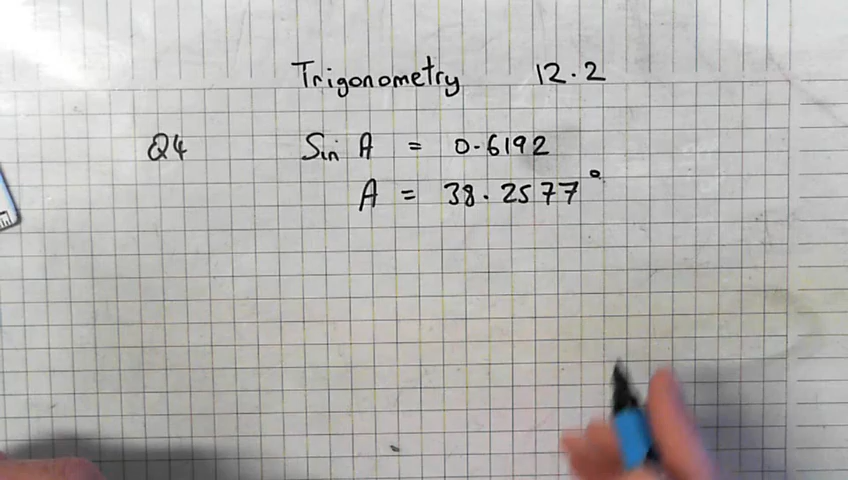 Trigonometry 12.2
Q4 Sin A = 0.6192
A = 38.2577°